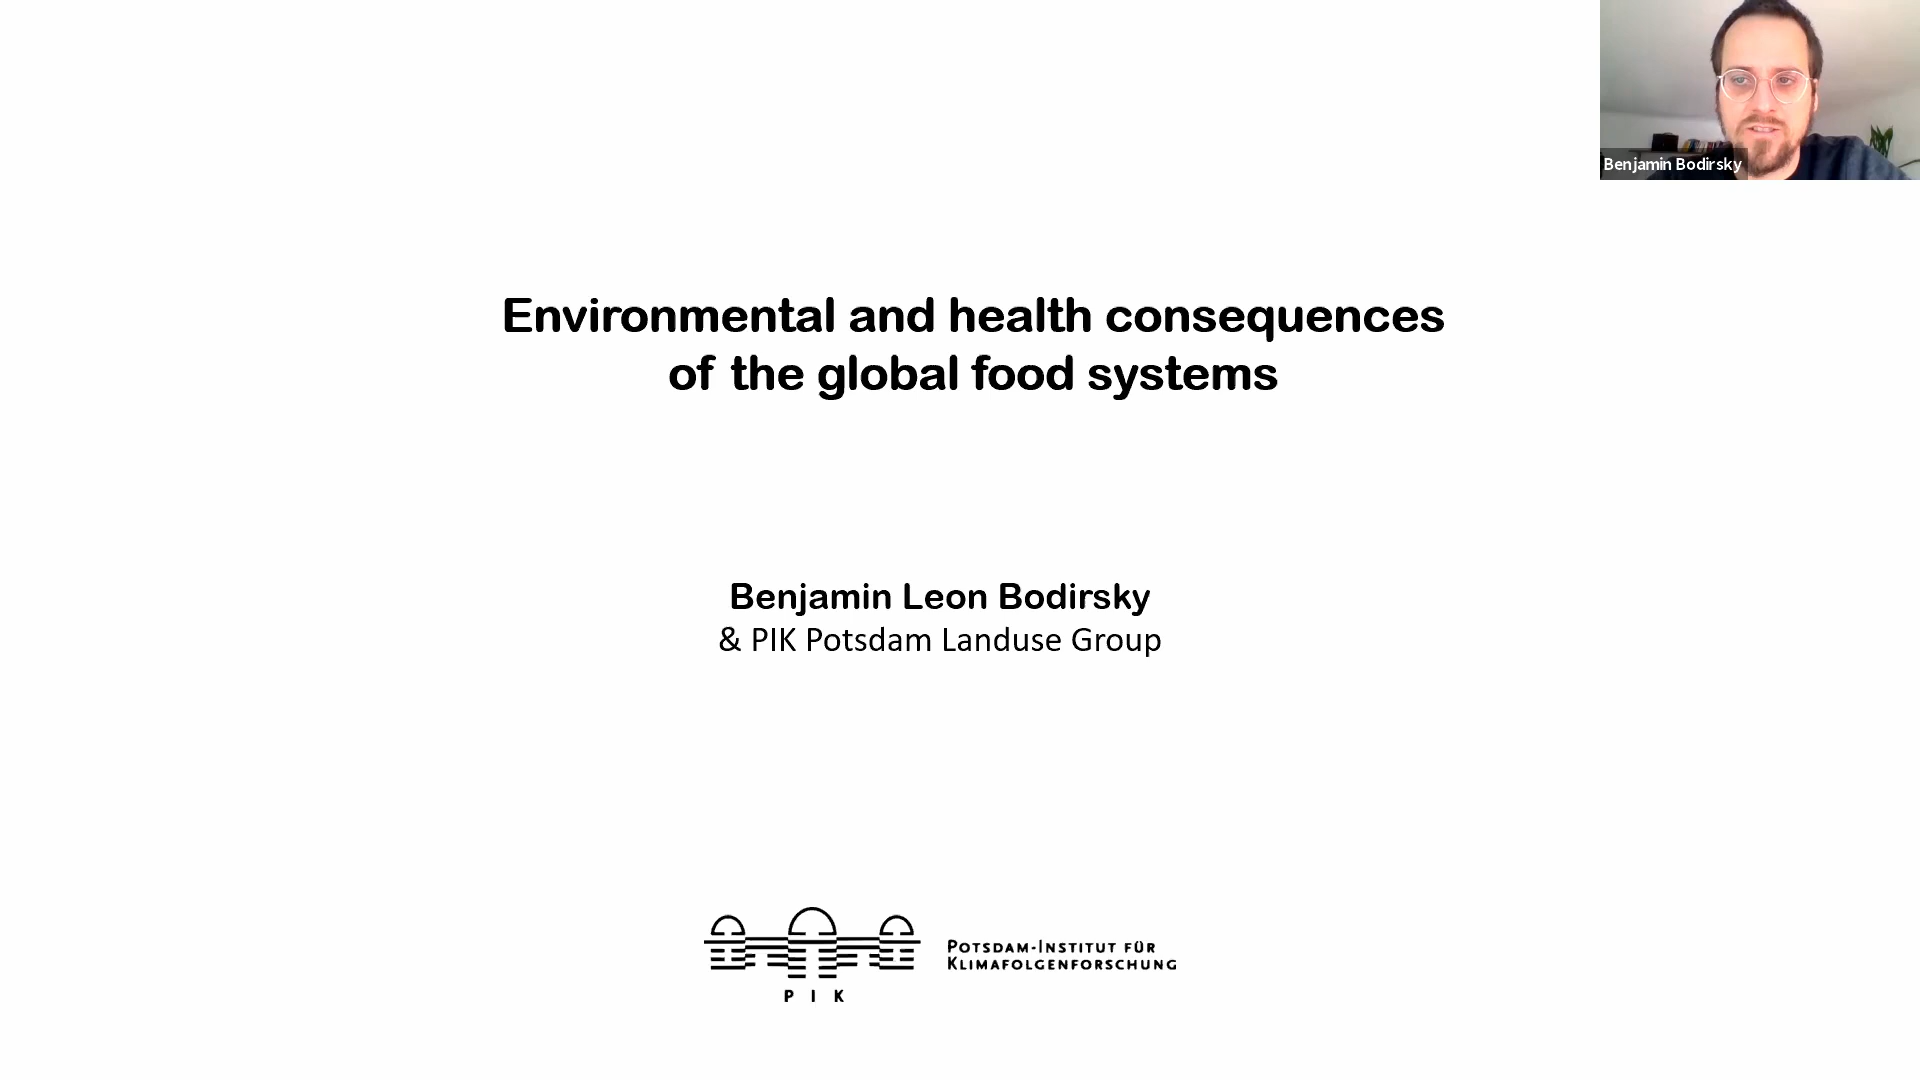 Benjamin Bodirsky
Environmental and health consequences
of the global food systems
Benjamin Leon Bodirsky
& PIK Potsdam Landuse Group
POTSDAM-INSTITUT FÜR
KLIMAFOLGENFORSCHUNG
PIK